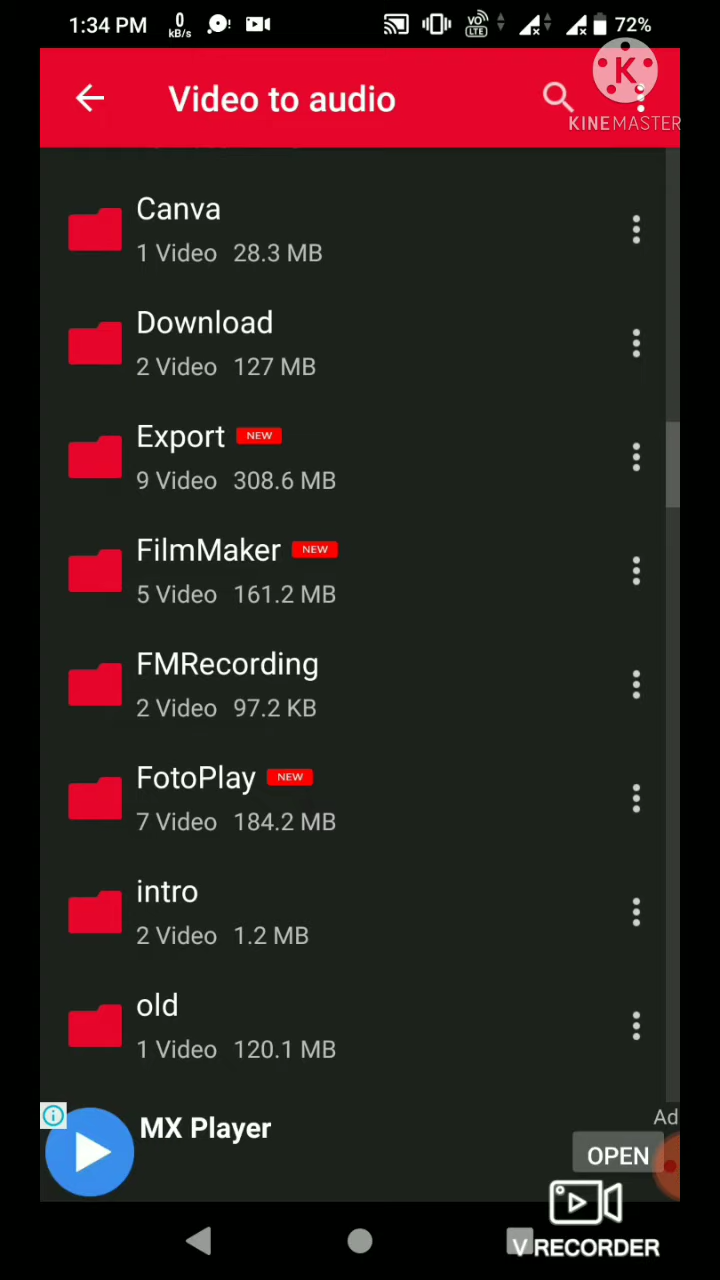 1:34 PM 0 kB/s VO LTE 72%
Video to audio
K
KINEMASTER
Canva
1 Video 28.3 MB
Download
2 Video 127 MB
Export NEW
9 Video 308.6 MB
FilmMaker NEW
5 Video 161.2 MB
FMRecording
2 Video 97.2 KB
FotoPlay NEW
7 Video 184.2 MB
intro
2 Video 1.2 MB
old
1 Video 120.1 MB
Ad
MX Player
OPEN
VRECORDER